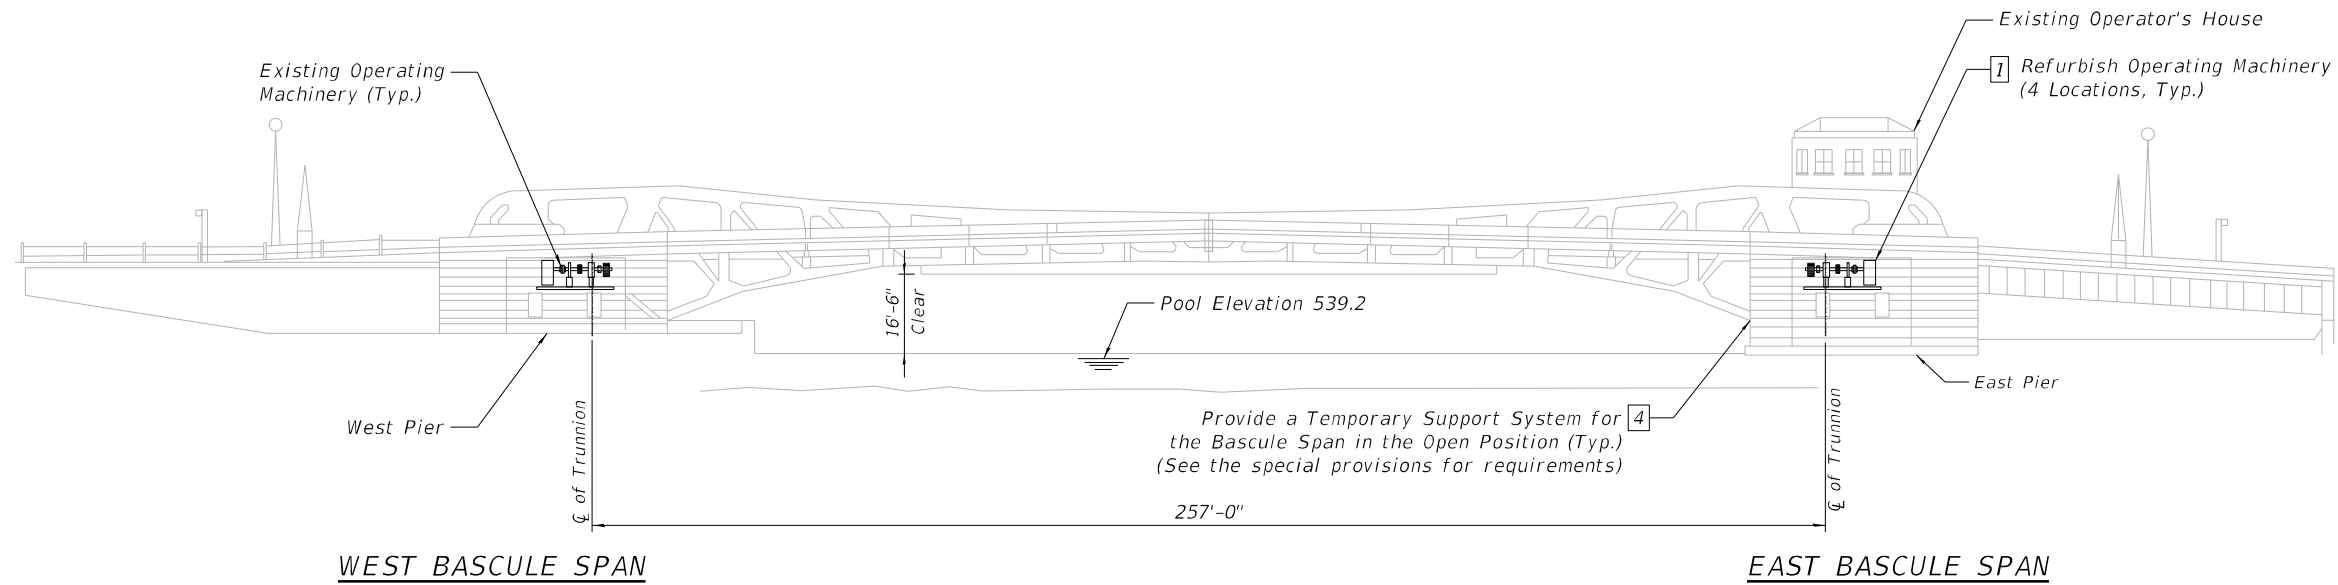 Existing Operator's House
Existing Operating
Machinery (Typ.)
1 Refurbish Operating Machinery
(4 Locations, Typ.)
16'-6"
Clear
Pool Elevation 539.2
West Pier
East Pier
℄ of Trunnion
℄ of Trunnion
Provide a Temporary Support System for 4
the Bascule Span in the Open Position (Typ.)
(See the special provisions for requirements)
257'-0"
WEST BASCULE SPAN
EAST BASCULE SPAN